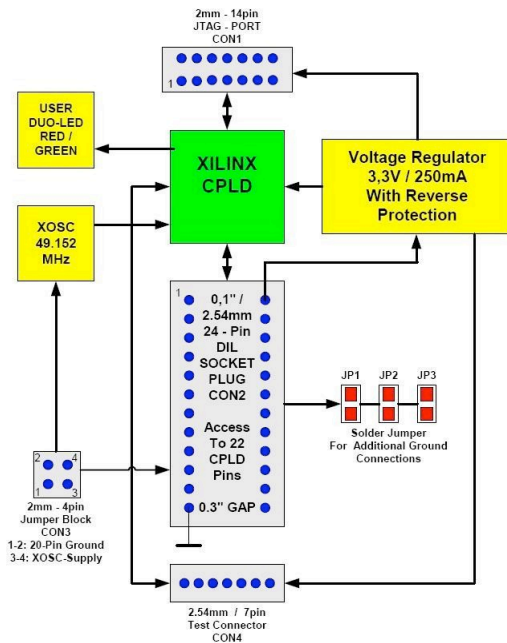 2mm - 14pin
JTAG - PORT
CON1
1
USER
DUO-LED
RED /
GREEN
XILINX
CPLD
Voltage Regulator
3,3V / 250mA
With Reverse
Protection
XOSC
49.152
MHz
1
0,1" /
2.54mm
24 - Pin
DIL
SOCKET
PLUG
CON2
Access
To 22
CPLD
Pins
0.3" GAP
JP1 JP2 JP3
Solder Jumper
For Additional Ground
Connections
2 4
1 3
2mm - 4pin
Jumper Block
CON3
1-2: 20-Pin Ground
3-4: XOSC-Supply
2.54mm / 7pin
Test Connector
CON4